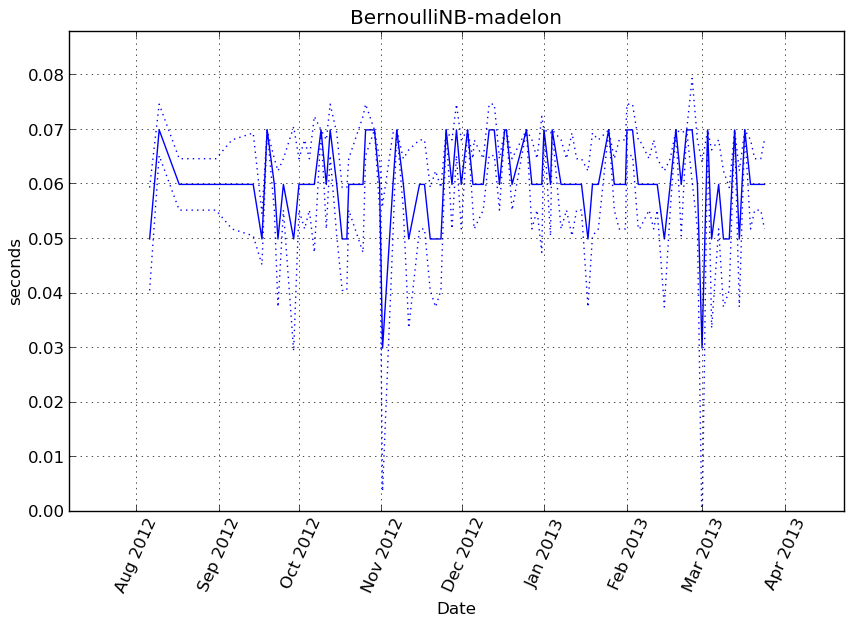 BernoulliNB-madelon
0.08
0.07
0.06
0.05
0.04
0.03
0.02
0.01
0.00
seconds
Aug 2012
Sep 2012
Oct 2012
Nov 2012
Dec 2012
Jan 2013
Feb 2013
Mar 2013
Apr 2013
Date